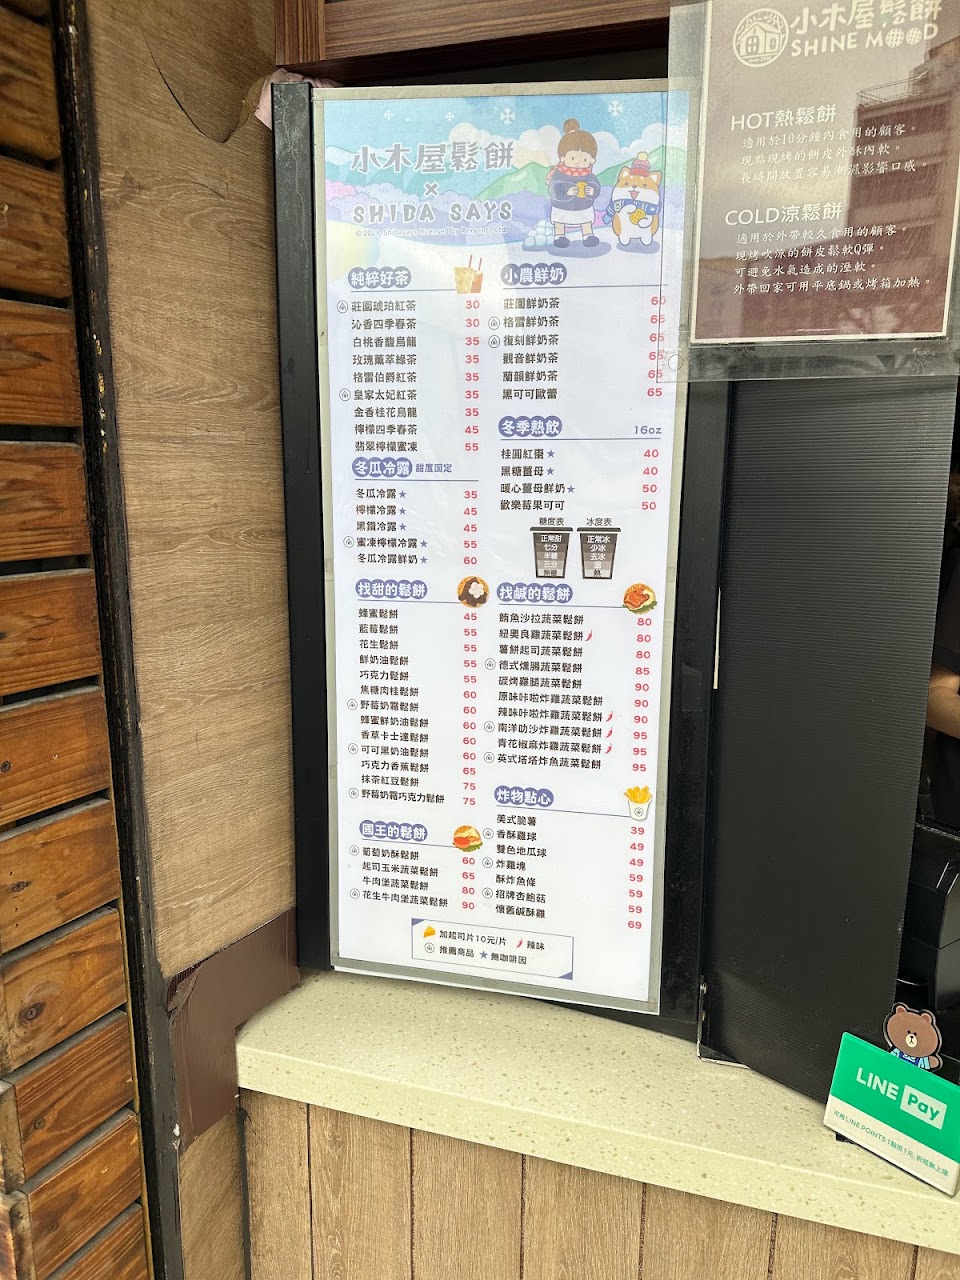 小木屋鬆餅
×
SHIBA SAYS
純綷好茶
莊園琥珀紅茶 30
沁香四季春茶 30
白桃香馥烏龍 35
玫瑰薰萃綠茶 35
格雷伯爵紅茶 35
皇家太妃紅茶 35
金香桂花烏龍 35
檸檬四季春茶 45
翡翠檸檬蜜凍 55
冬瓜冷露 甜度固定
冬瓜冷露★ 35
檸檬冷露★ 45
黑鑽冷露★ 45
蜜凍檸檬冷露★ 55
冬瓜冷露鮮奶★ 60
找甜的鬆餅
蜂蜜鬆餅 45
藍莓鬆餅 55
花生鬆餅 55
鮮奶油鬆餅 55
巧克力鬆餅 55
焦糖肉桂鬆餅 60
野莓奶霜鬆餅 60
蜂蜜鮮奶油鬆餅 60
香草卡士達鬆餅 60
可可黑奶油鬆餅 60
巧克力香蕉鬆餅 65
抹茶紅豆鬆餅 75
野莓奶霜巧克力鬆餅 75
國王的鬆餅
葡萄奶酥鬆餅 60
起司玉米蔬菜鬆餅 65
牛肉堡蔬菜鬆餅 80
花生牛肉堡蔬菜鬆餅 90
小農鮮奶
莊園鮮奶茶 60
格雷鮮奶茶 65
復刻鮮奶茶 65
觀音鮮奶茶 65
蘭韻鮮奶茶 65
黑可可歐蕾 65
冬季熱飲 16oz
桂圓紅棗★ 40
黑糖薑母★ 40
暖心薑母鮮奶★ 50
歡樂莓果可可 50
糖度表 冰度表
正常甜 正常冰
七分 少冰
半糖 去冰
三分 溫
無糖 熱
找鹹的鬆餅
鮪魚沙拉蔬菜鬆餅 80
紐奧良雞蔬菜鬆餅 80
薯餅起司蔬菜鬆餅 80
德式燻腸蔬菜鬆餅 85
碳烤雞腿蔬菜鬆餅 90
原味咔啦炸雞蔬菜鬆餅 90
辣味咔啦炸雞蔬菜鬆餅 90
南洋叻沙炸雞蔬菜鬆餅 95
青花椒麻炸雞蔬菜鬆餅 95
英式塔塔炸魚蔬菜鬆餅 95
炸物點心
美式脆薯 39
香酥雞球 49
雙色地瓜球 49
炸雞塊 59
酥炸魚條 59
招牌杏鮑菇 59
懷舊鹹酥雞 69
加起司片10元/片 辣味
推薦商品 ★無咖啡因
小木屋鬆餅
SHINE MOOD
HOT熱鬆餅
適用於10分鐘內食用的顧客。
現點現烤的餅皮外酥內軟。
長時間放置容易潮濕影響口感。
COLD涼鬆餅
適用於外帶較久食用的顧客。
現烤吹涼的餅皮鬆軟Q彈。
可避免水氣造成的溼軟。
外帶回家可用平底鍋或烤箱加熱。
LINE Pay